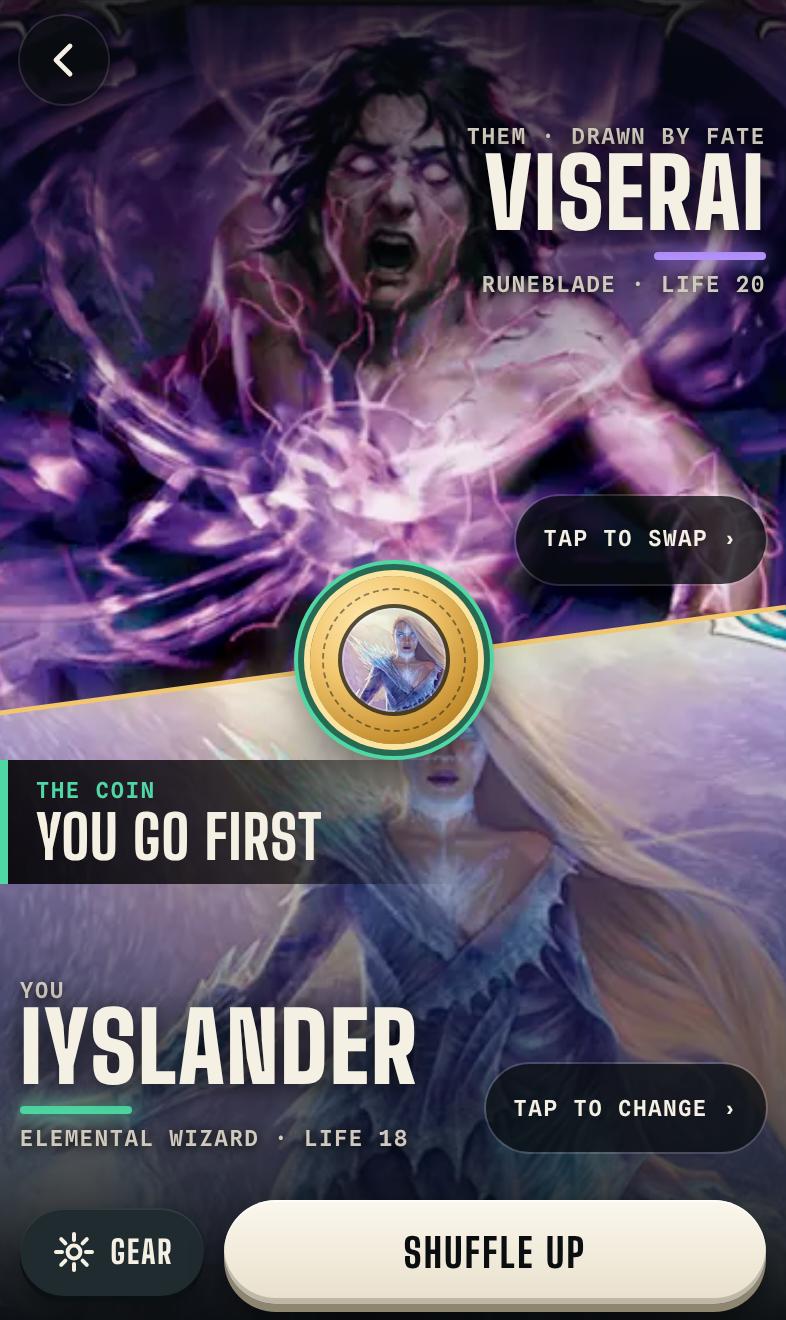 THEM · DRAWN BY FATE
VISERAI
RUNEBLADE · LIFE 20
TAP TO SWAP ›
THE COIN
YOU GO FIRST
YOU
IYSLANDER
TAP TO CHANGE ›
ELEMENTAL WIZARD · LIFE 18
GEAR
SHUFFLE UP